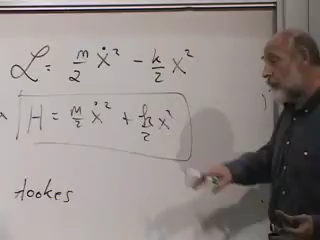 ℒ = m/2 ẋ² − k/2 x²
H = m/2 ẋ² + k/2 x²
Hookes